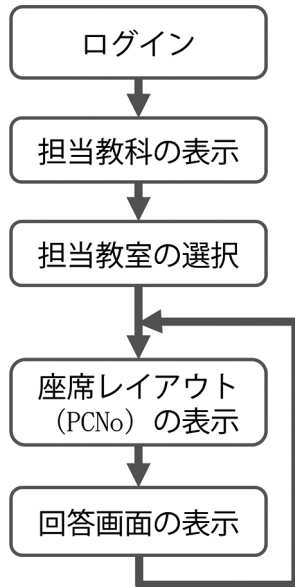 ログイン
担当教科の表示
担当教室の選択
座席レイアウト
（PCNo）の表示
回答画面の表示